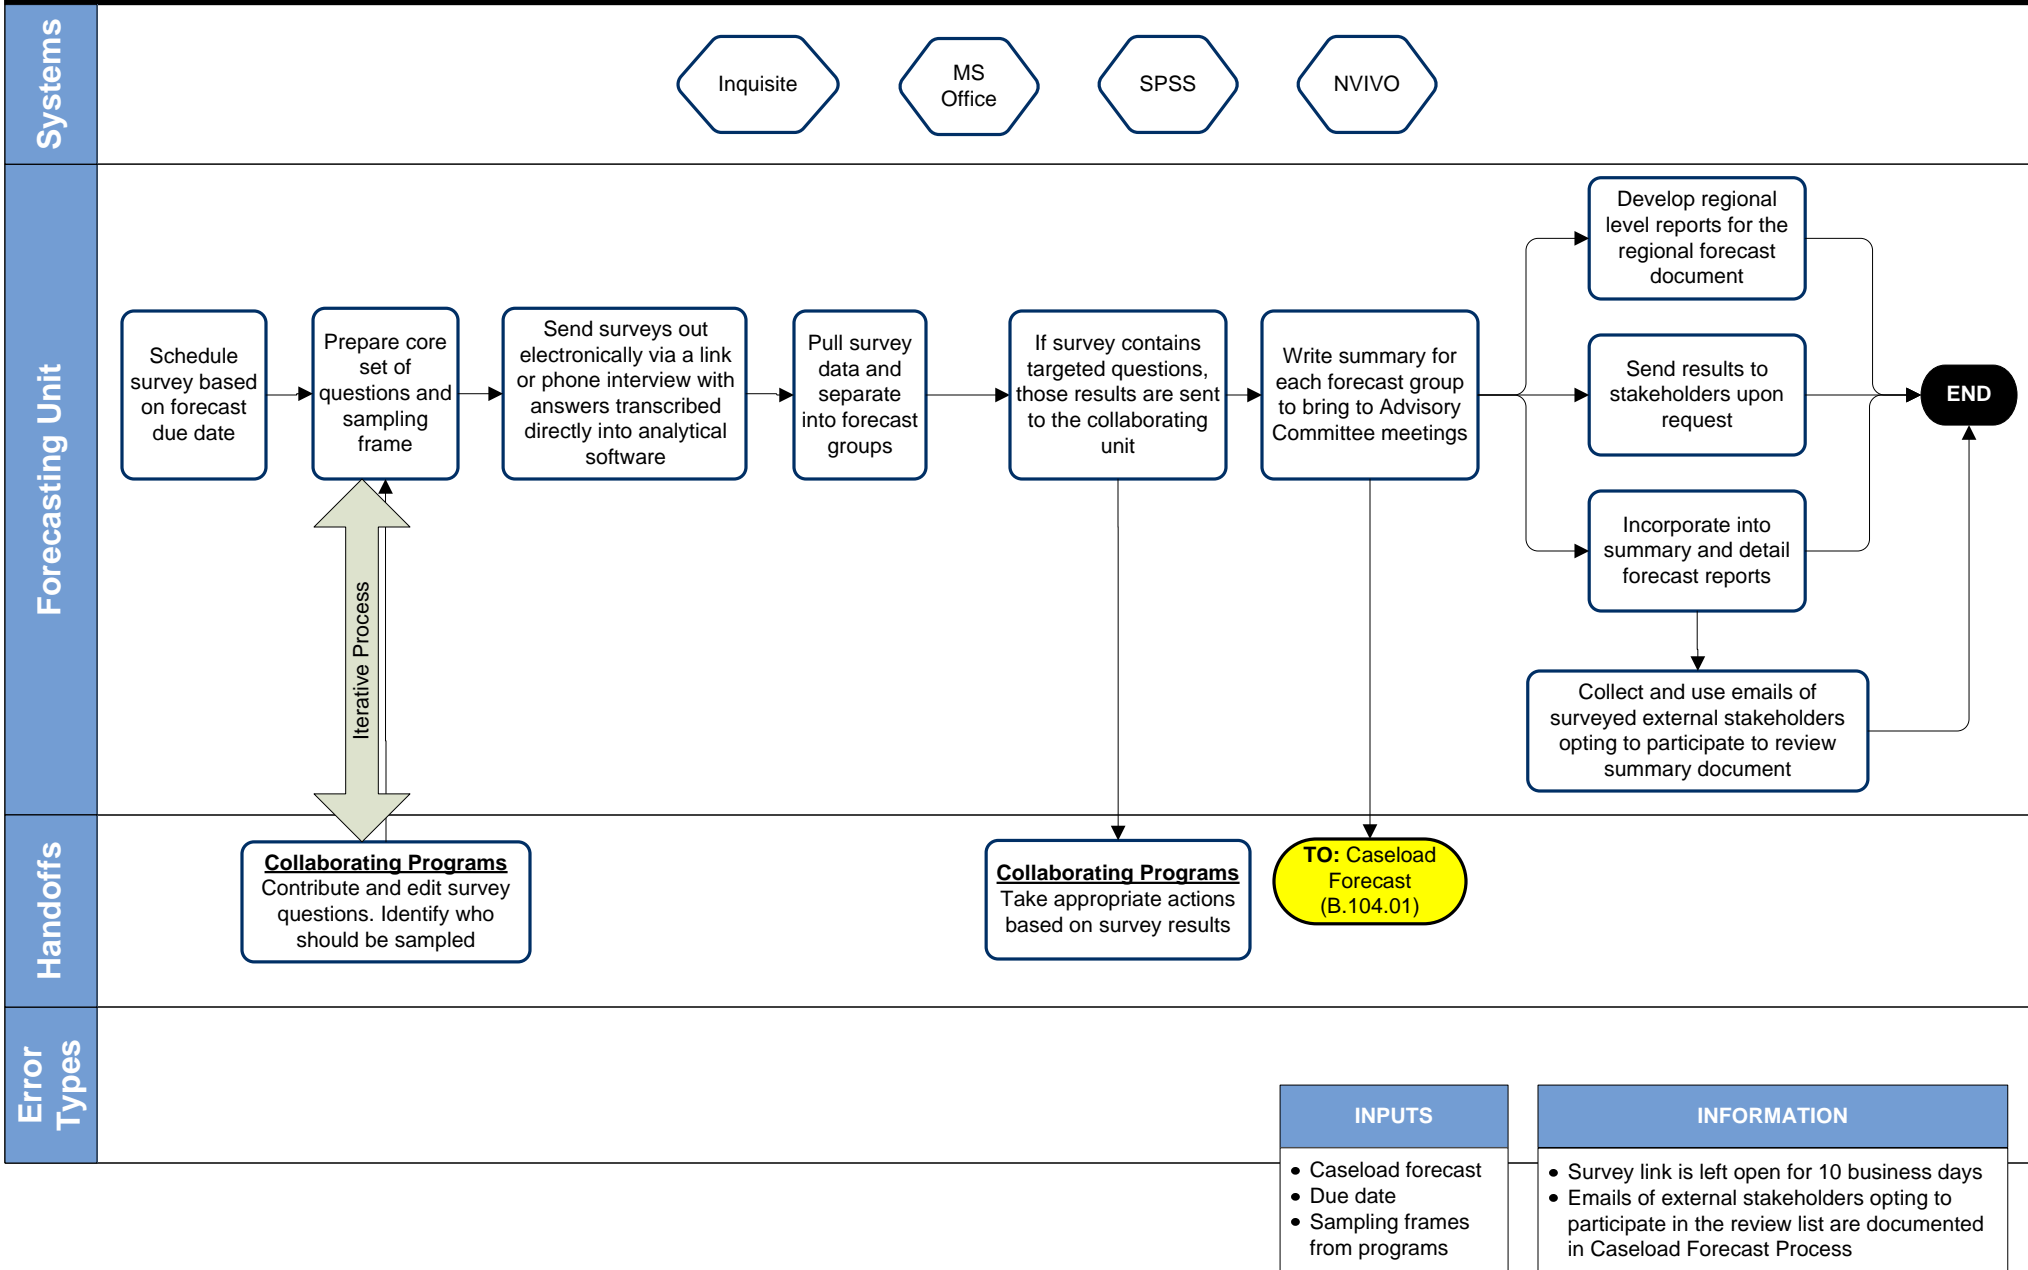 Systems
Inquisite
MS
Office
SPSS
NVIVO
Forecasting Unit
Schedule
survey based
on forecast
due date
Prepare core
set of
questions and
sampling
frame
Send surveys out
electronically via a link
or phone interview with
answers transcribed
directly into analytical
software
Pull survey
data and
separate
into forecast
groups
If survey contains
targeted questions,
those results are sent
to the collaborating
unit
Write summary for
each forecast group
to bring to Advisory
Committee meetings
Develop regional
level reports for the
regional forecast
document
Send results to
stakeholders upon
request
Incorporate into
summary and detail
forecast reports
Collect and use emails of
surveyed external stakeholders
opting to participate to review
summary document
END
Iterative Process
Handoffs
Collaborating Programs
Contribute and edit survey
questions. Identify who
should be sampled
Collaborating Programs
Take appropriate actions
based on survey results
TO: Caseload
Forecast
(B.104.01)
Error
Types
INPUTS
• Caseload forecast
• Due date
• Sampling frames
from programs
INFORMATION
• Survey link is left open for 10 business days
• Emails of external stakeholders opting to
participate in the review list are documented
in Caseload Forecast Process